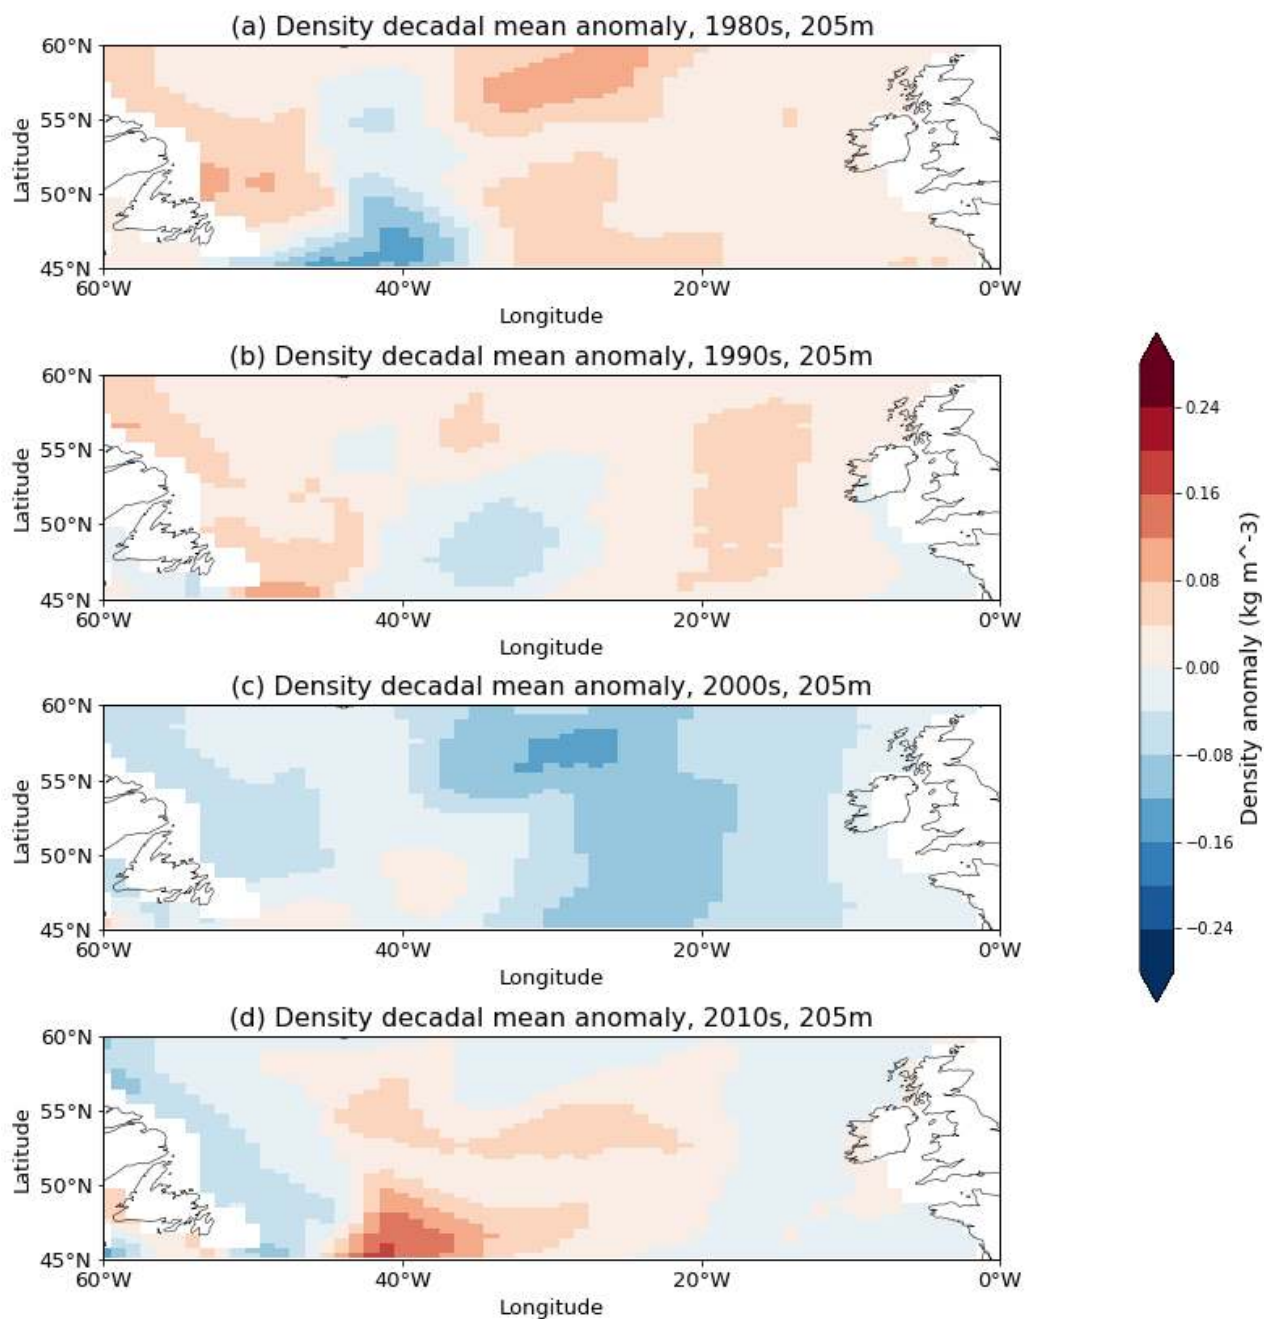 (a) Density decadal mean anomaly, 1980s, 205m
60°N
55°N
50°N
45°N
Latitude
60°W 40°W 20°W 0°W
Longitude
(b) Density decadal mean anomaly, 1990s, 205m
60°N
55°N
50°N
45°N
Latitude
60°W 40°W 20°W 0°W
Longitude
(c) Density decadal mean anomaly, 2000s, 205m
60°N
55°N
50°N
45°N
Latitude
60°W 40°W 20°W 0°W
Longitude
(d) Density decadal mean anomaly, 2010s, 205m
60°N
55°N
50°N
45°N
Latitude
60°W 40°W 20°W 0°W
Longitude
0.24
0.16
0.08
0.00
−0.08
−0.16
−0.24
Density anomaly (kg m^-3)